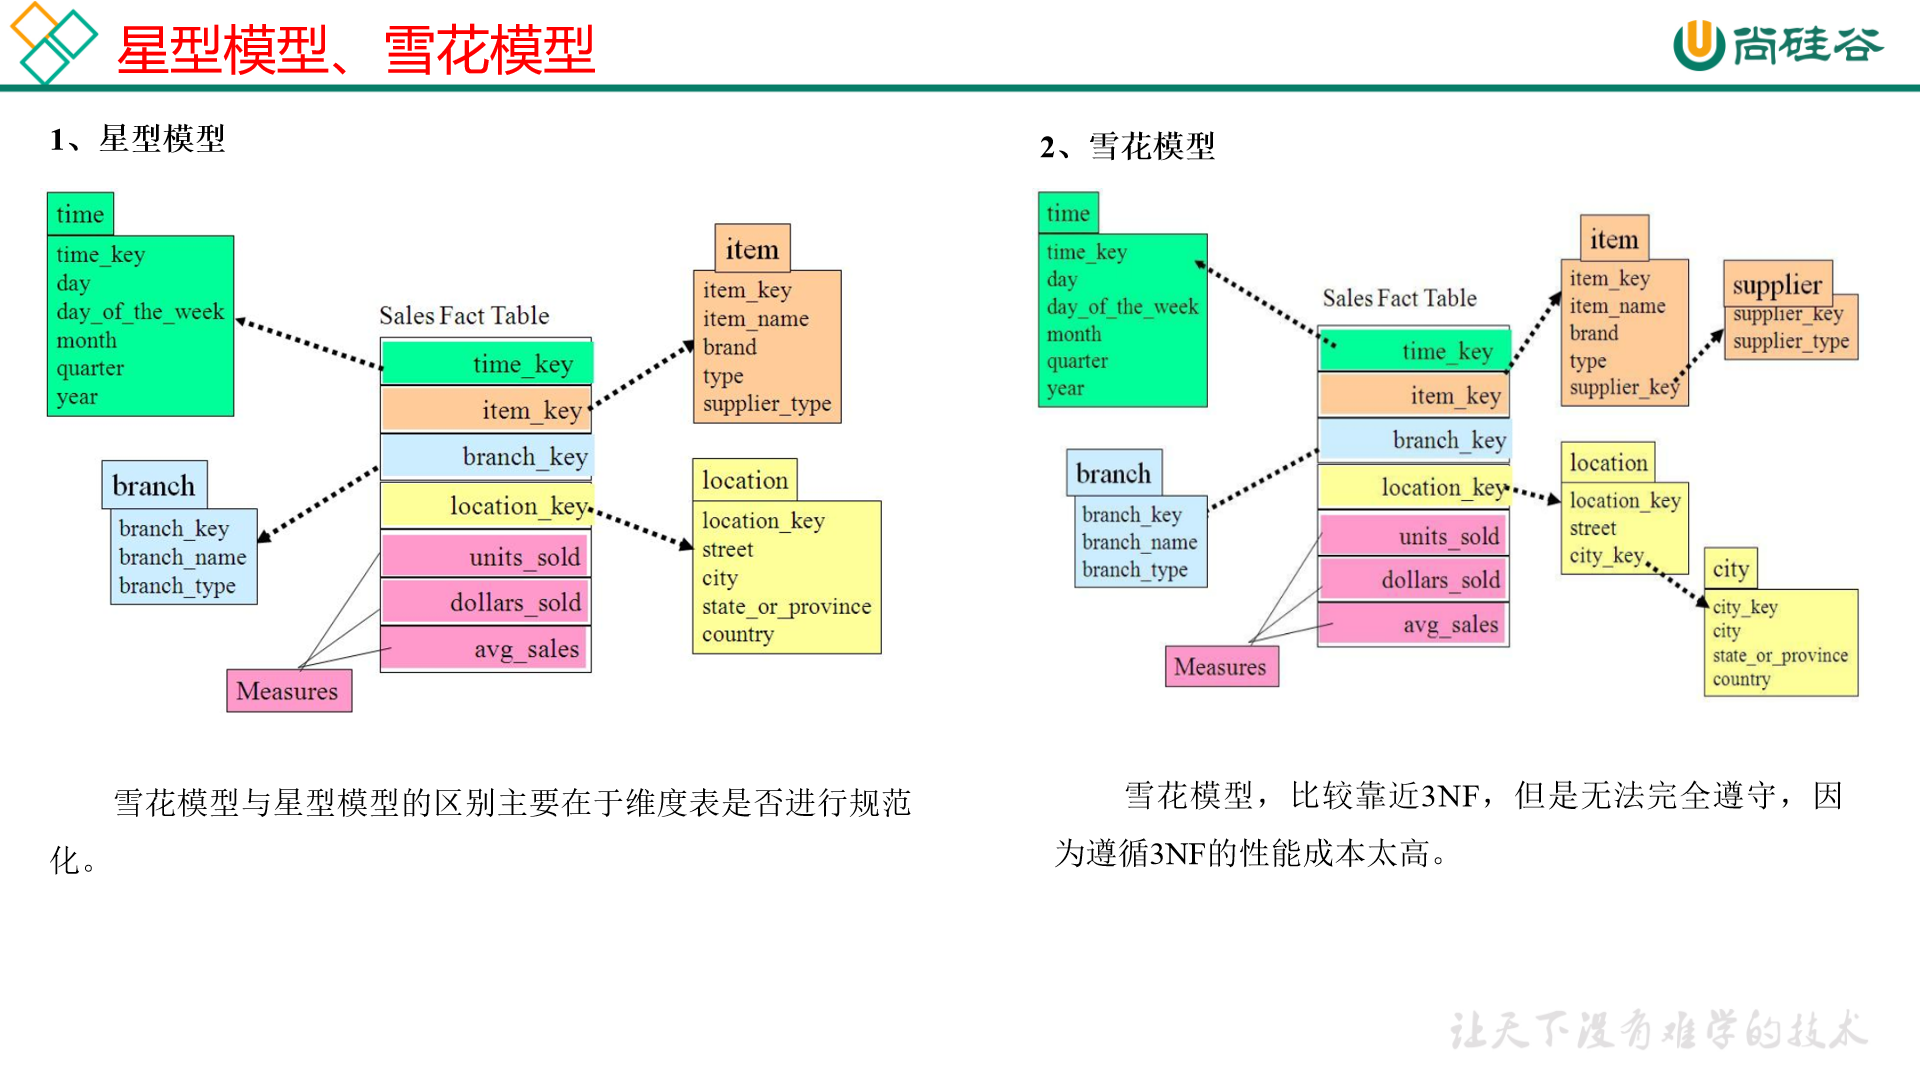 星型模型、雪花模型
尚硅谷
1、星型模型
time
time_key
day
day_of_the_week
month
quarter
year
branch
branch_key
branch_name
branch_type
Sales Fact Table
time_key
item_key
branch_key
location_key
units_sold
dollars_sold
avg_sales
Measures
item
item_key
item_name
brand
type
supplier_type
location
location_key
street
city
state_or_province
country
雪花模型与星型模型的区别主要在于维度表是否进行规范
化。
2、雪花模型
time
time_key
day
day_of_the_week
month
quarter
year
branch
branch_key
branch_name
branch_type
Sales Fact Table
time_key
item_key
branch_key
location_key
units_sold
dollars_sold
avg_sales
Measures
item
item_key
item_name
brand
type
supplier_key
supplier
supplier_key
supplier_type
location
location_key
street
city_key
city
city_key
city
state_or_province
country
雪花模型，比较靠近3NF，但是无法完全遵守，因
为遵循3NF的性能成本太高。
让天下没有难学的技术